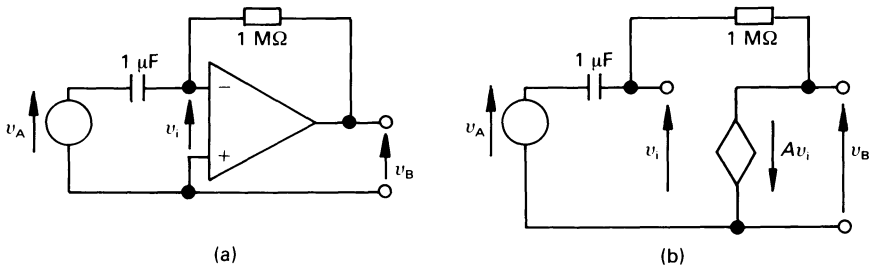 1 MΩ
1 μF
v_A
v_i
−
+
v_B
(a)
1 MΩ
1 μF
v_A
v_i
Av_i
v_B
(b)